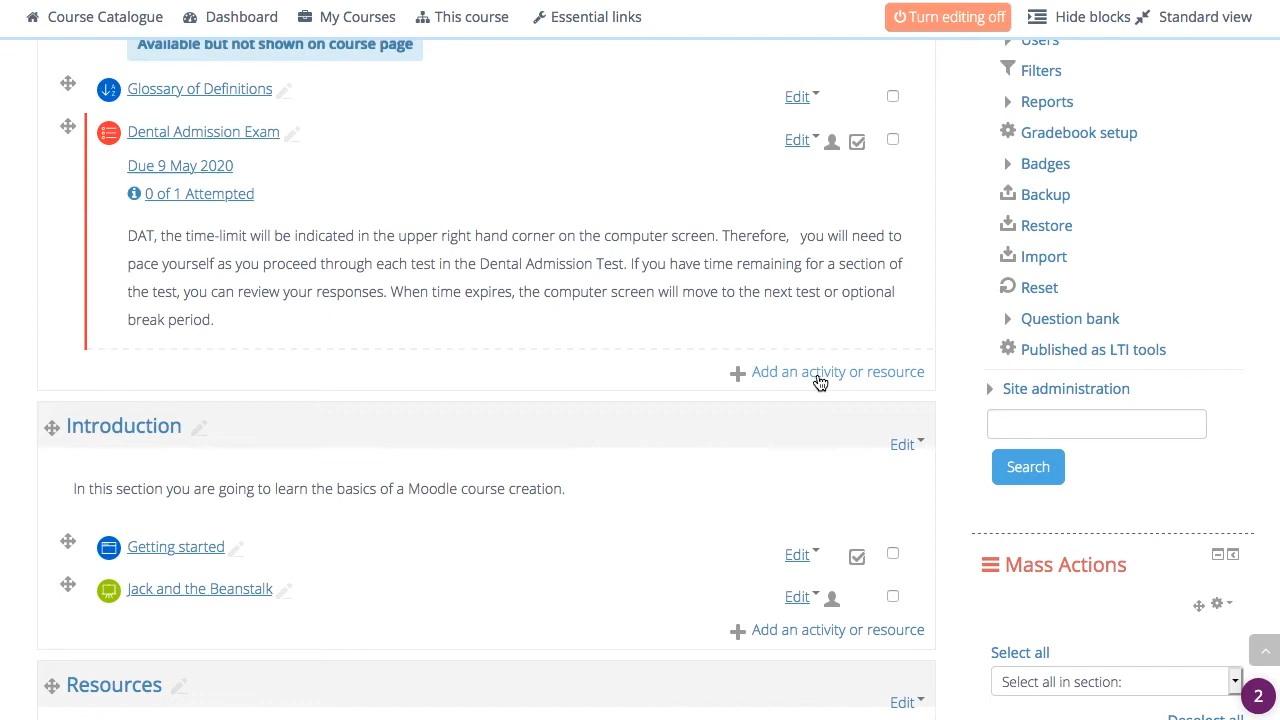 Course Catalogue Dashboard My Courses This course Essential links Turn editing off Hide blocks Standard view
Available but not shown on course page
Glossary of Definitions
Edit
Dental Admission Exam
Edit
Due 9 May 2020
0 of 1 Attempted
DAT, the time-limit will be indicated in the upper right hand corner on the computer screen. Therefore, you will need to
pace yourself as you proceed through each test in the Dental Admission Test. If you have time remaining for a section of
the test, you can review your responses. When time expires, the computer screen will move to the next test or optional
break period.
Add an activity or resource
Introduction
Edit
In this section you are going to learn the basics of a Moodle course creation.
Getting started
Edit
Jack and the Beanstalk
Edit
Add an activity or resource
Resources
Edit
Users
Filters
Reports
Gradebook setup
Badges
Backup
Restore
Import
Reset
Question bank
Published as LTI tools
Site administration
Search
Mass Actions
Select all
Select all in section:
Deselect all
2